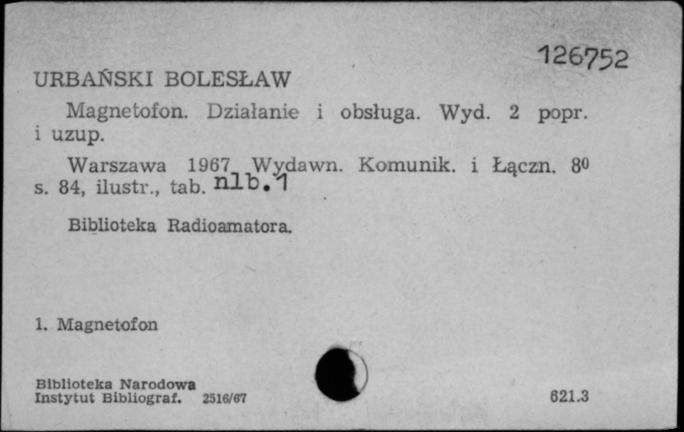 126752
URBAŃSKI BOLESŁAW
Magnetofon. Działanie i obsługa. Wyd. 2 popr.
i uzup.
Warszawa 1967 Wydawn. Komunik. i Łączn. 8⁰
s. 84, ilustr., tab. nlb.1
Biblioteka Radioamatora.
1. Magnetofon
Biblioteka Narodowa
Instytut Bibliograf. 2516/67
621.3